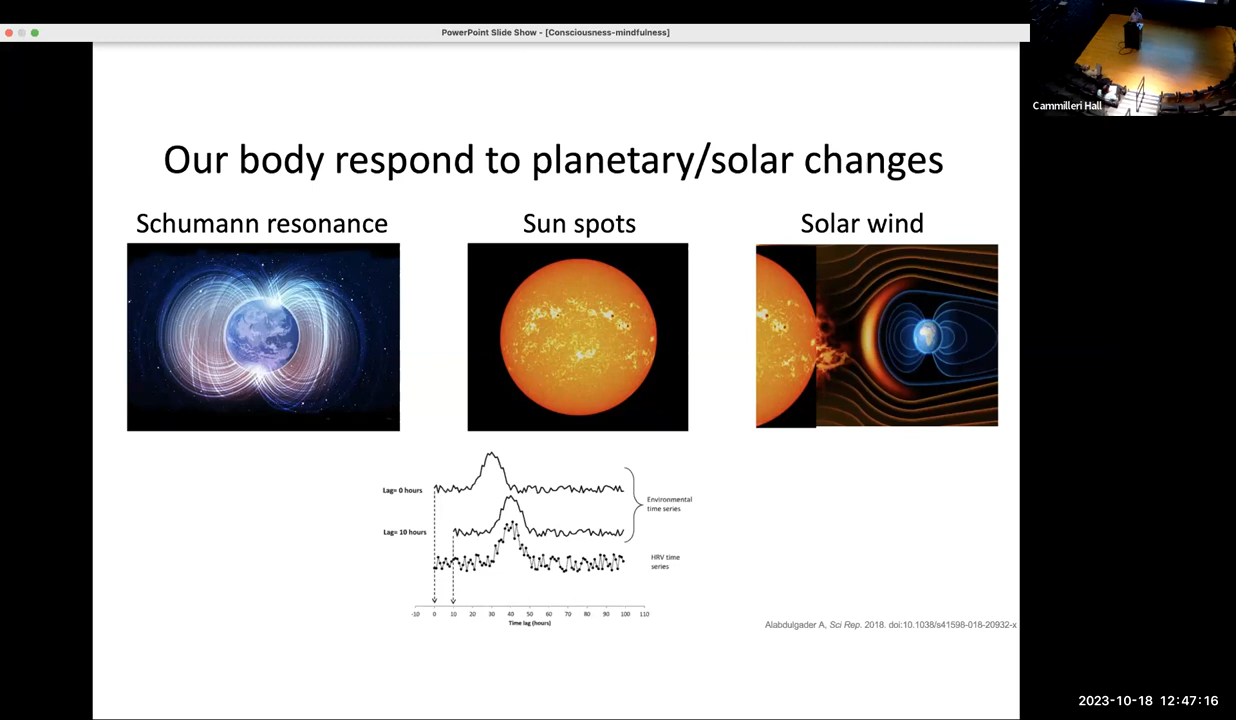 PowerPoint Slide Show - [Consciousness-mindfulness]
Cammilleri Hall
Our body respond to planetary/solar changes
Schumann resonance
Sun spots
Solar wind
Lag= 0 hours
Environmental
time series
Lag= 10 hours
HRV time
series
-10 0 10 20 30 40 50 60 70 80 90 100 110
Time lag (hours)
Alabdulgader A, Sci Rep. 2018. doi:10.1038/s41598-018-20932-x
2023-10-18 12:47:16